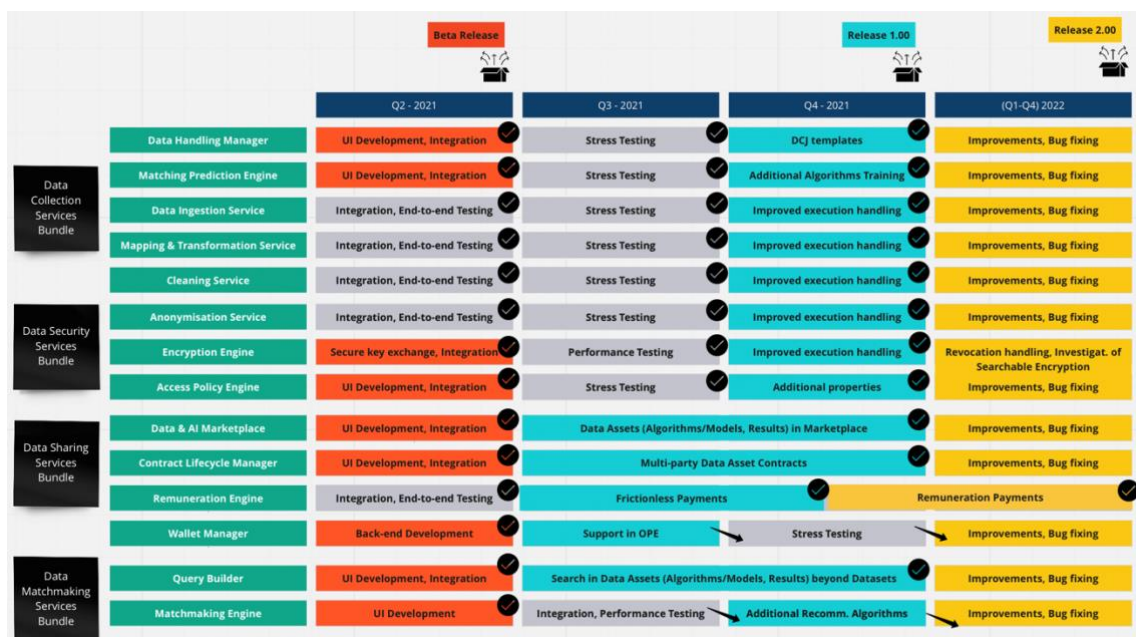 Beta Release
Release 1.00
Release 2.00
Q2 - 2021
Q3 - 2021
Q4 - 2021
(Q1-Q4) 2022
Data
Collection
Services
Bundle
Data Handling Manager
UI Development, Integration
Stress Testing
DCJ templates
Improvements, Bug fixing
Matching Prediction Engine
UI Development, Integration
Stress Testing
Additional Algorithms Training
Improvements, Bug fixing
Data Ingestion Service
Integration, End-to-end Testing
Stress Testing
Improved execution handling
Improvements, Bug fixing
Mapping & Transformation Service
Integration, End-to-end Testing
Stress Testing
Improved execution handling
Improvements, Bug fixing
Cleaning Service
Integration, End-to-end Testing
Stress Testing
Improved execution handling
Improvements, Bug fixing
Data Security
Services
Bundle
Anonymisation Service
Integration, End-to-end Testing
Stress Testing
Improved execution handling
Improvements, Bug fixing
Encryption Engine
Secure key exchange, Integration
Performance Testing
Improved execution handling
Revocation handling, Investigat. of
Searchable Encryption
Access Policy Engine
UI Development, Integration
Stress Testing
Additional properties
Improvements, Bug fixing
Data Sharing
Services
Bundle
Data & AI Marketplace
UI Development, Integration
Data Assets (Algorithms/Models, Results) in Marketplace
Improvements, Bug fixing
Contract Lifecycle Manager
UI Development, Integration
Multi-party Data Asset Contracts
Improvements, Bug fixing
Remuneration Engine
Integration, End-to-end Testing
Frictionless Payments
Remuneration Payments
Wallet Manager
Back-end Development
Support in OPE
Stress Testing
Improvements, Bug fixing
Data
Matchmaking
Services
Bundle
Query Builder
UI Development, Integration
Search in Data Assets (Algorithms/Models, Results) beyond Datasets
Improvements, Bug fixing
Matchmaking Engine
UI Development
Integration, Performance Testing
Additional Recomm. Algorithms
Improvements, Bug fixing